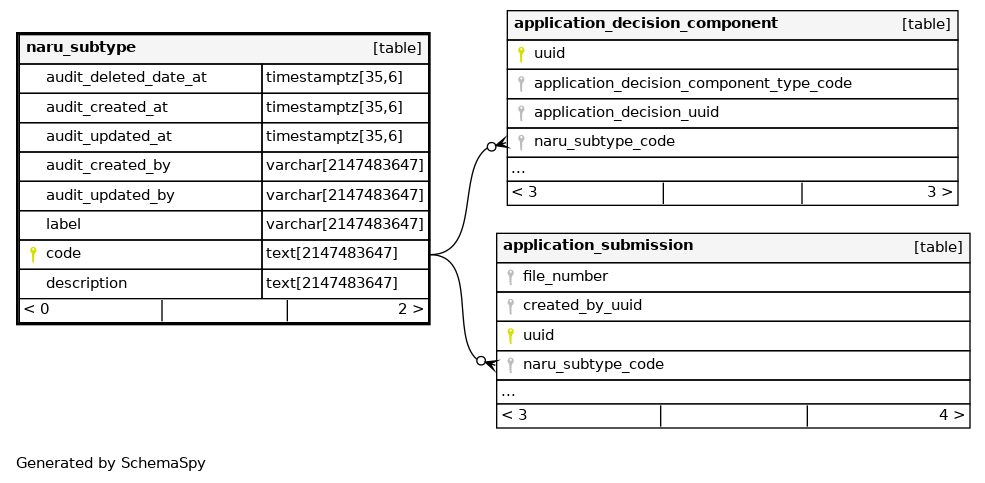 naru_subtype [table]
audit_deleted_date_at timestamptz[35,6]
audit_created_at timestamptz[35,6]
audit_updated_at timestamptz[35,6]
audit_created_by varchar[2147483647]
audit_updated_by varchar[2147483647]
label varchar[2147483647]
code text[2147483647]
description text[2147483647]
< 0 2 >
application_decision_component [table]
uuid
application_decision_component_type_code
application_decision_uuid
naru_subtype_code
...
< 3 3 >
application_submission [table]
file_number
created_by_uuid
uuid
naru_subtype_code
...
< 3 4 >
Generated by SchemaSpy